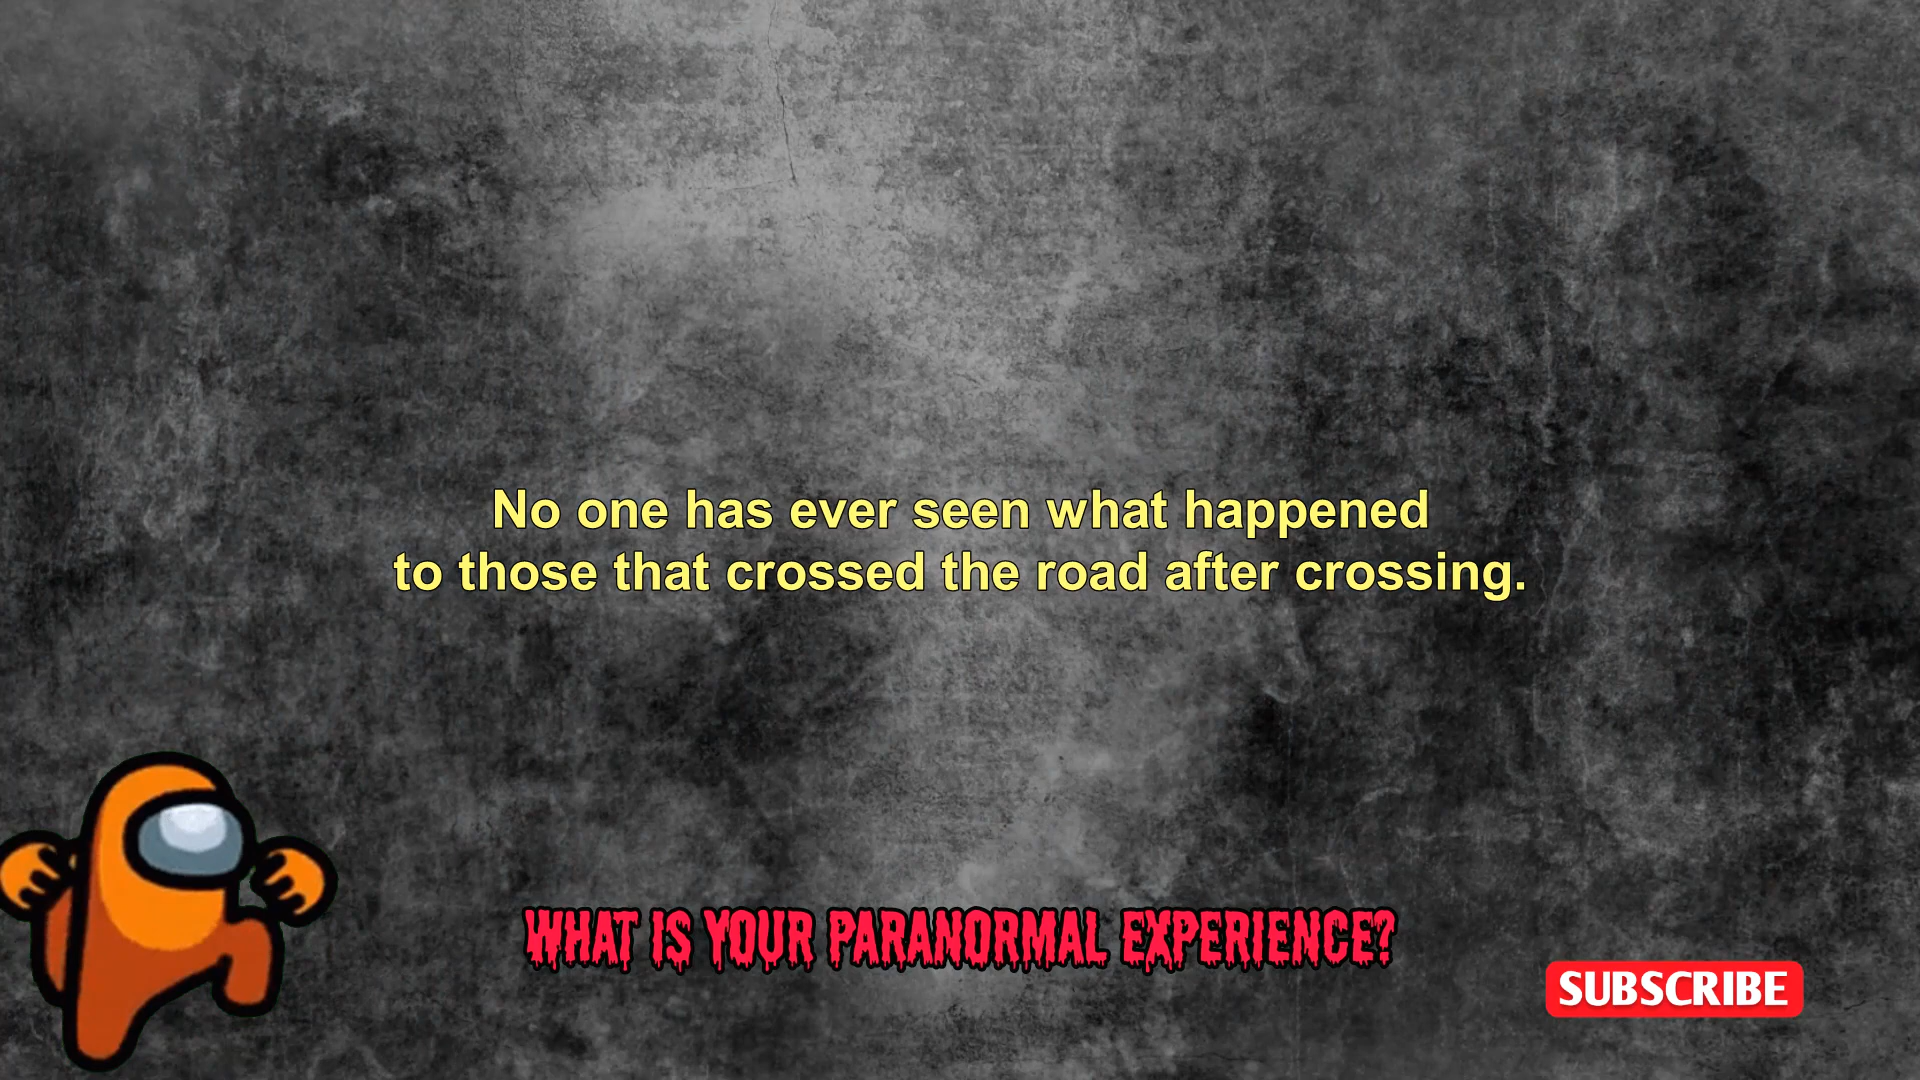 No one has ever seen what happened
to those that crossed the road after crossing.
WHAT IS YOUR PARANORMAL EXPERIENCE?
SUBSCRIBE